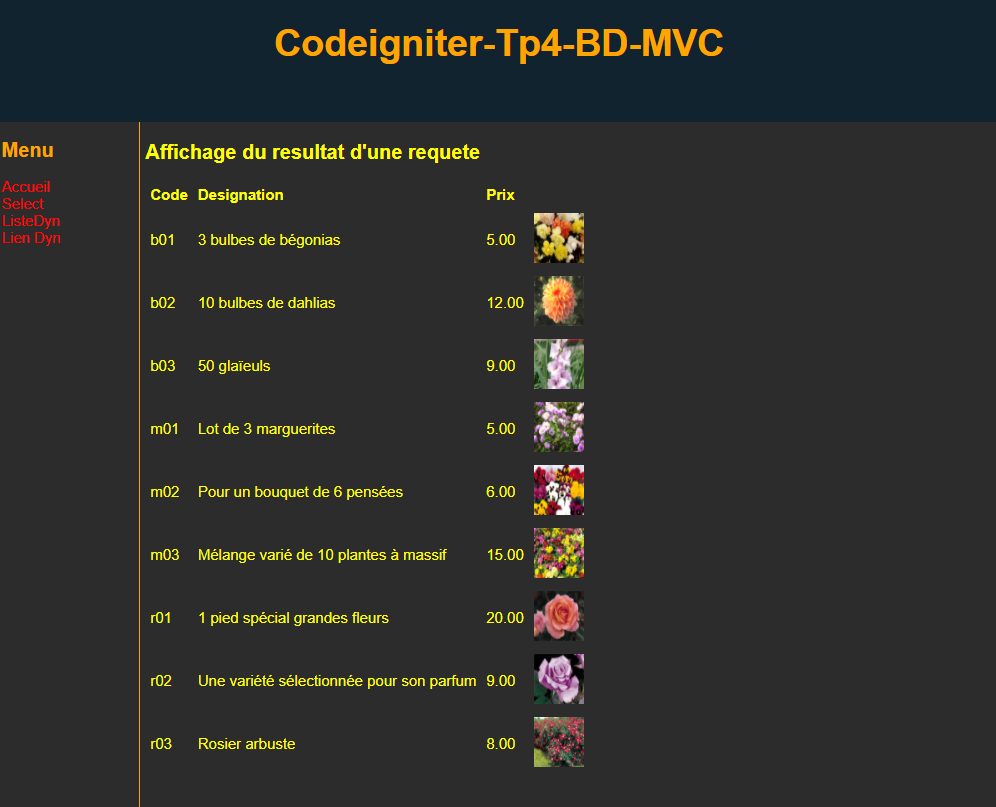 Codeigniter-Tp4-BD-MVC
Menu
Accueil
Select
ListeDyn
Lien Dyn
Affichage du resultat d'une requete
Code Designation Prix
b01 3 bulbes de bégonias 5.00
b02 10 bulbes de dahlias 12.00
b03 50 glaïeuls 9.00
m01 Lot de 3 marguerites 5.00
m02 Pour un bouquet de 6 pensées 6.00
m03 Mélange varié de 10 plantes à massif 15.00
r01 1 pied spécial grandes fleurs 20.00
r02 Une variété sélectionnée pour son parfum 9.00
r03 Rosier arbuste 8.00